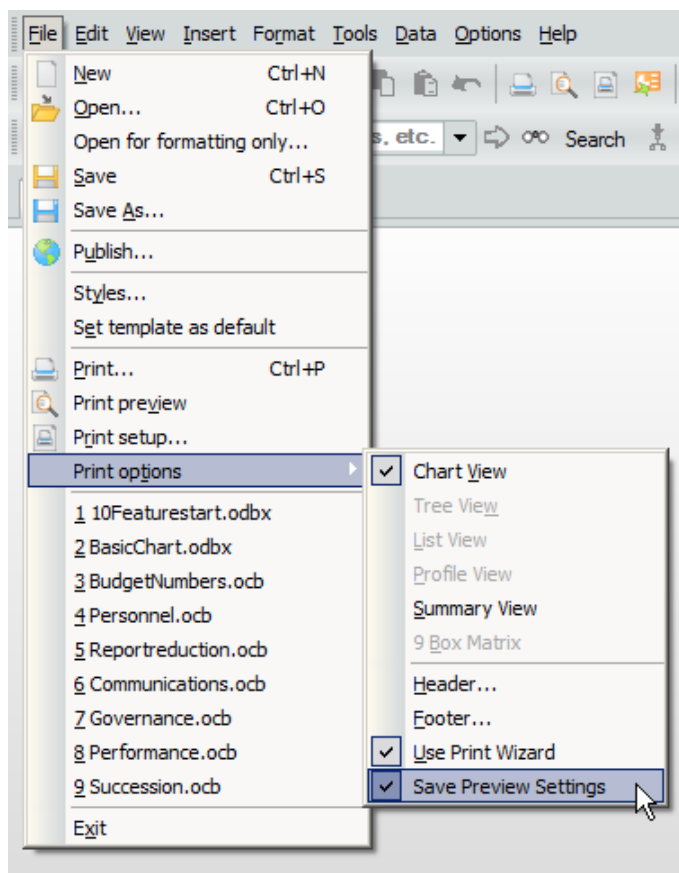 File Edit View Insert Format Tools Data Options Help
New Ctrl+N
Open... Ctrl+O
Open for formatting only...
s, etc. Search
Save Ctrl+S
Save As...
Publish...
Styles...
Set template as default
Print... Ctrl+P
Print preview
Print setup...
Print options
1 10Featurestart.odbx
2 BasicChart.odbx
3 BudgetNumbers.ocb
4 Personnel.ocb
5 Reportreduction.ocb
6 Communications.ocb
7 Governance.ocb
8 Performance.ocb
9 Succession.ocb
Exit
Chart View
Tree View
List View
Profile View
Summary View
9 Box Matrix
Header...
Footer...
Use Print Wizard
Save Preview Settings